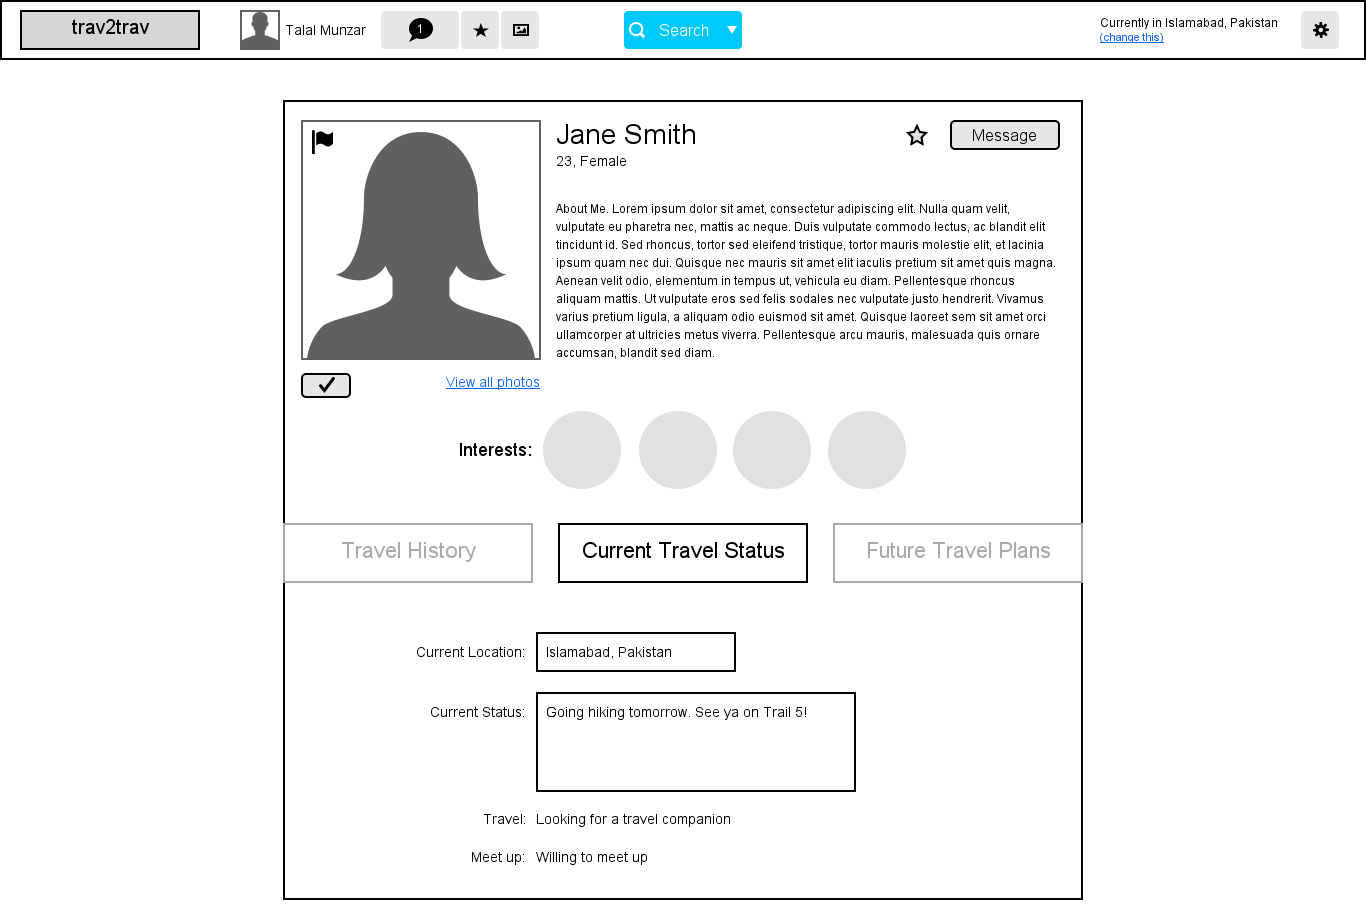 trav2trav
Talal Munzar
1
Search
Currently in Islamabad, Pakistan
(change this)
Jane Smith
Message
23, Female
About Me. Lorem ipsum dolor sit amet, consectetur adipiscing elit. Nulla quam velit,
vulputate eu pharetra nec, mattis ac neque. Duis vulputate commodo lectus, ac blandit elit
tincidunt id. Sed rhoncus, tortor sed eleifend tristique, tortor mauris molestie elit, et lacinia
ipsum quam nec dui. Quisque nec mauris sit amet elit iaculis pretium sit amet quis magna.
Aenean velit odio, elementum in tempus ut, vehicula eu diam. Pellentesque rhoncus
aliquam mattis. Ut vulputate eros sed felis sodales nec vulputate justo hendrerit. Vivamus
varius pretium ligula, a aliquam odio euismod sit amet. Quisque laoreet sem sit amet orci
ullamcorper at ultricies metus viverra. Pellentesque arcu mauris, malesuada quis ornare
accumsan, blandit sed diam.
View all photos
Interests:
Travel History
Current Travel Status
Future Travel Plans
Current Location:
Islamabad, Pakistan
Current Status:
Going hiking tomorrow. See ya on Trail 5!
Travel:
Looking for a travel companion
Meet up:
Willing to meet up